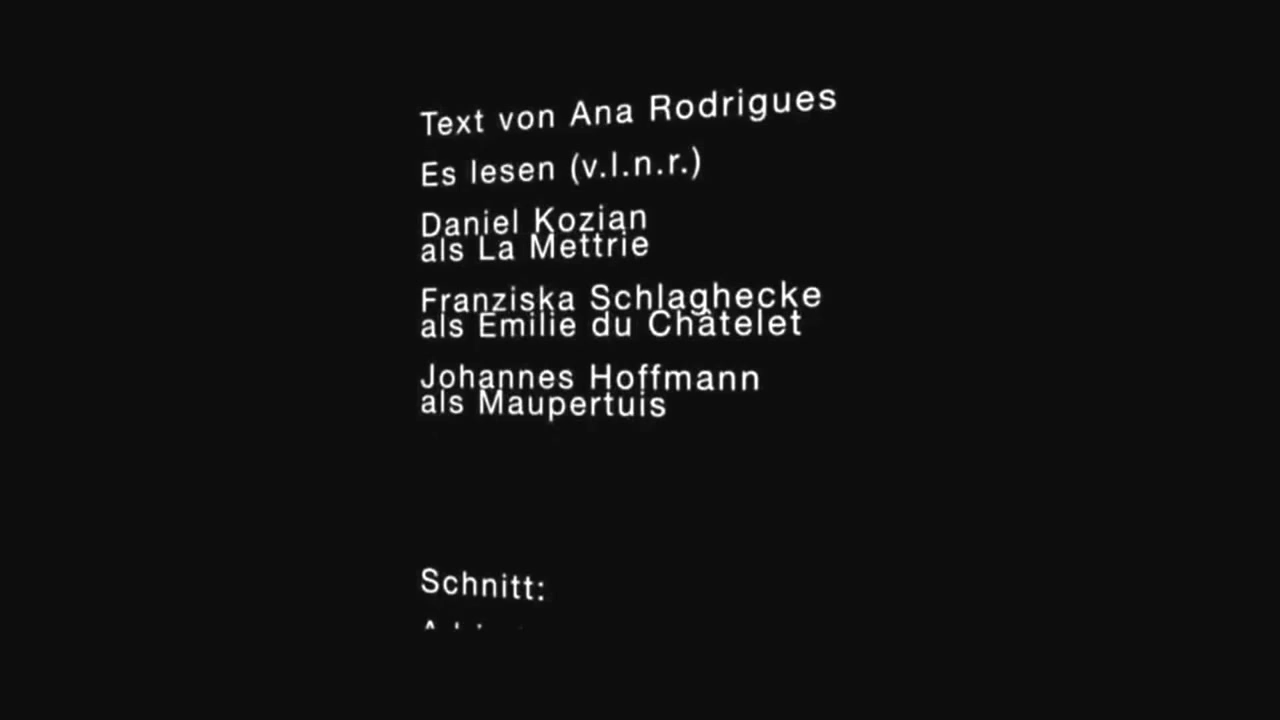 Text von Ana Rodrigues
Es lesen (v.l.n.r.)
Daniel Kozian
als La Mettrie
Franziska Schlaghecke
als Emilie du Châtelet
Johannes Hoffmann
als Maupertuis
Schnitt: